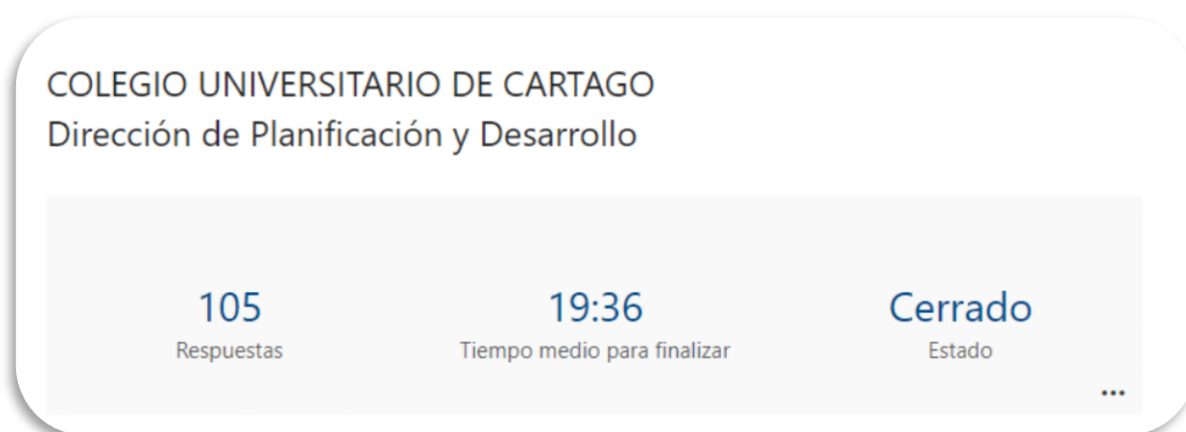 COLEGIO UNIVERSITARIO DE CARTAGO
Dirección de Planificación y Desarrollo
105
Respuestas
19:36
Tiempo medio para finalizar
Cerrado
Estado
...